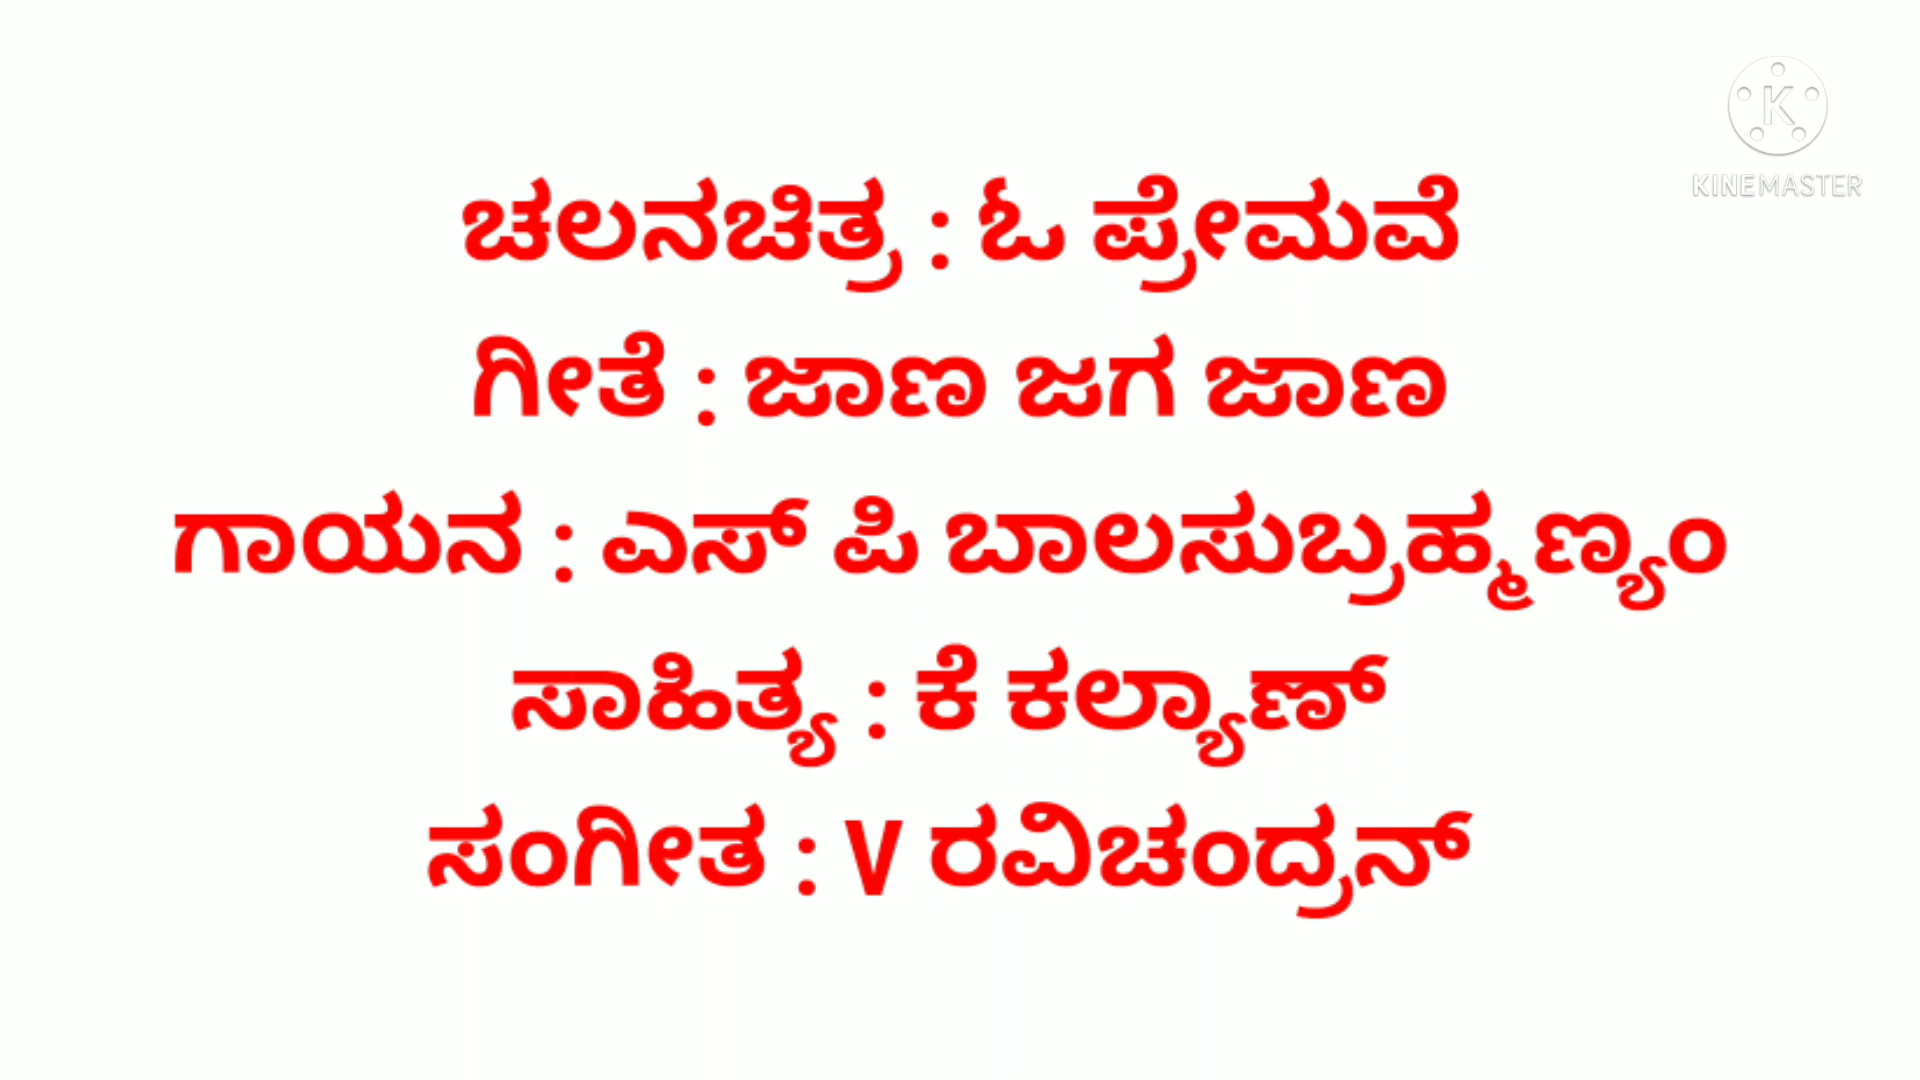 KINEMASTER
ಚಲನಚಿತ್ರ : ಓ ಪ್ರೇಮವೆ
ಗೀತೆ : ಜಾಣ ಜಗ ಜಾಣ
ಗಾಯನ : ಎಸ್ ಪಿ ಬಾಲಸುಬ್ರಹ್ಮಣ್ಯಂ
ಸಾಹಿತ್ಯ : ಕೆ ಕಲ್ಯಾಣ್
ಸಂಗೀತ : V ರವಿಚಂದ್ರನ್